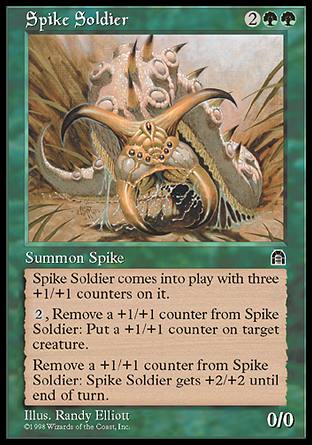 Spike Soldier 2
Summon Spike
Spike Soldier comes into play with three
+1/+1 counters on it.
2, Remove a +1/+1 counter from Spike
Soldier: Put a +1/+1 counter on target
creature.
Remove a +1/+1 counter from Spike
Soldier: Spike Soldier gets +2/+2 until
end of turn.
Illus. Randy Elliott
©1998 Wizards of the Coast, Inc.
0/0